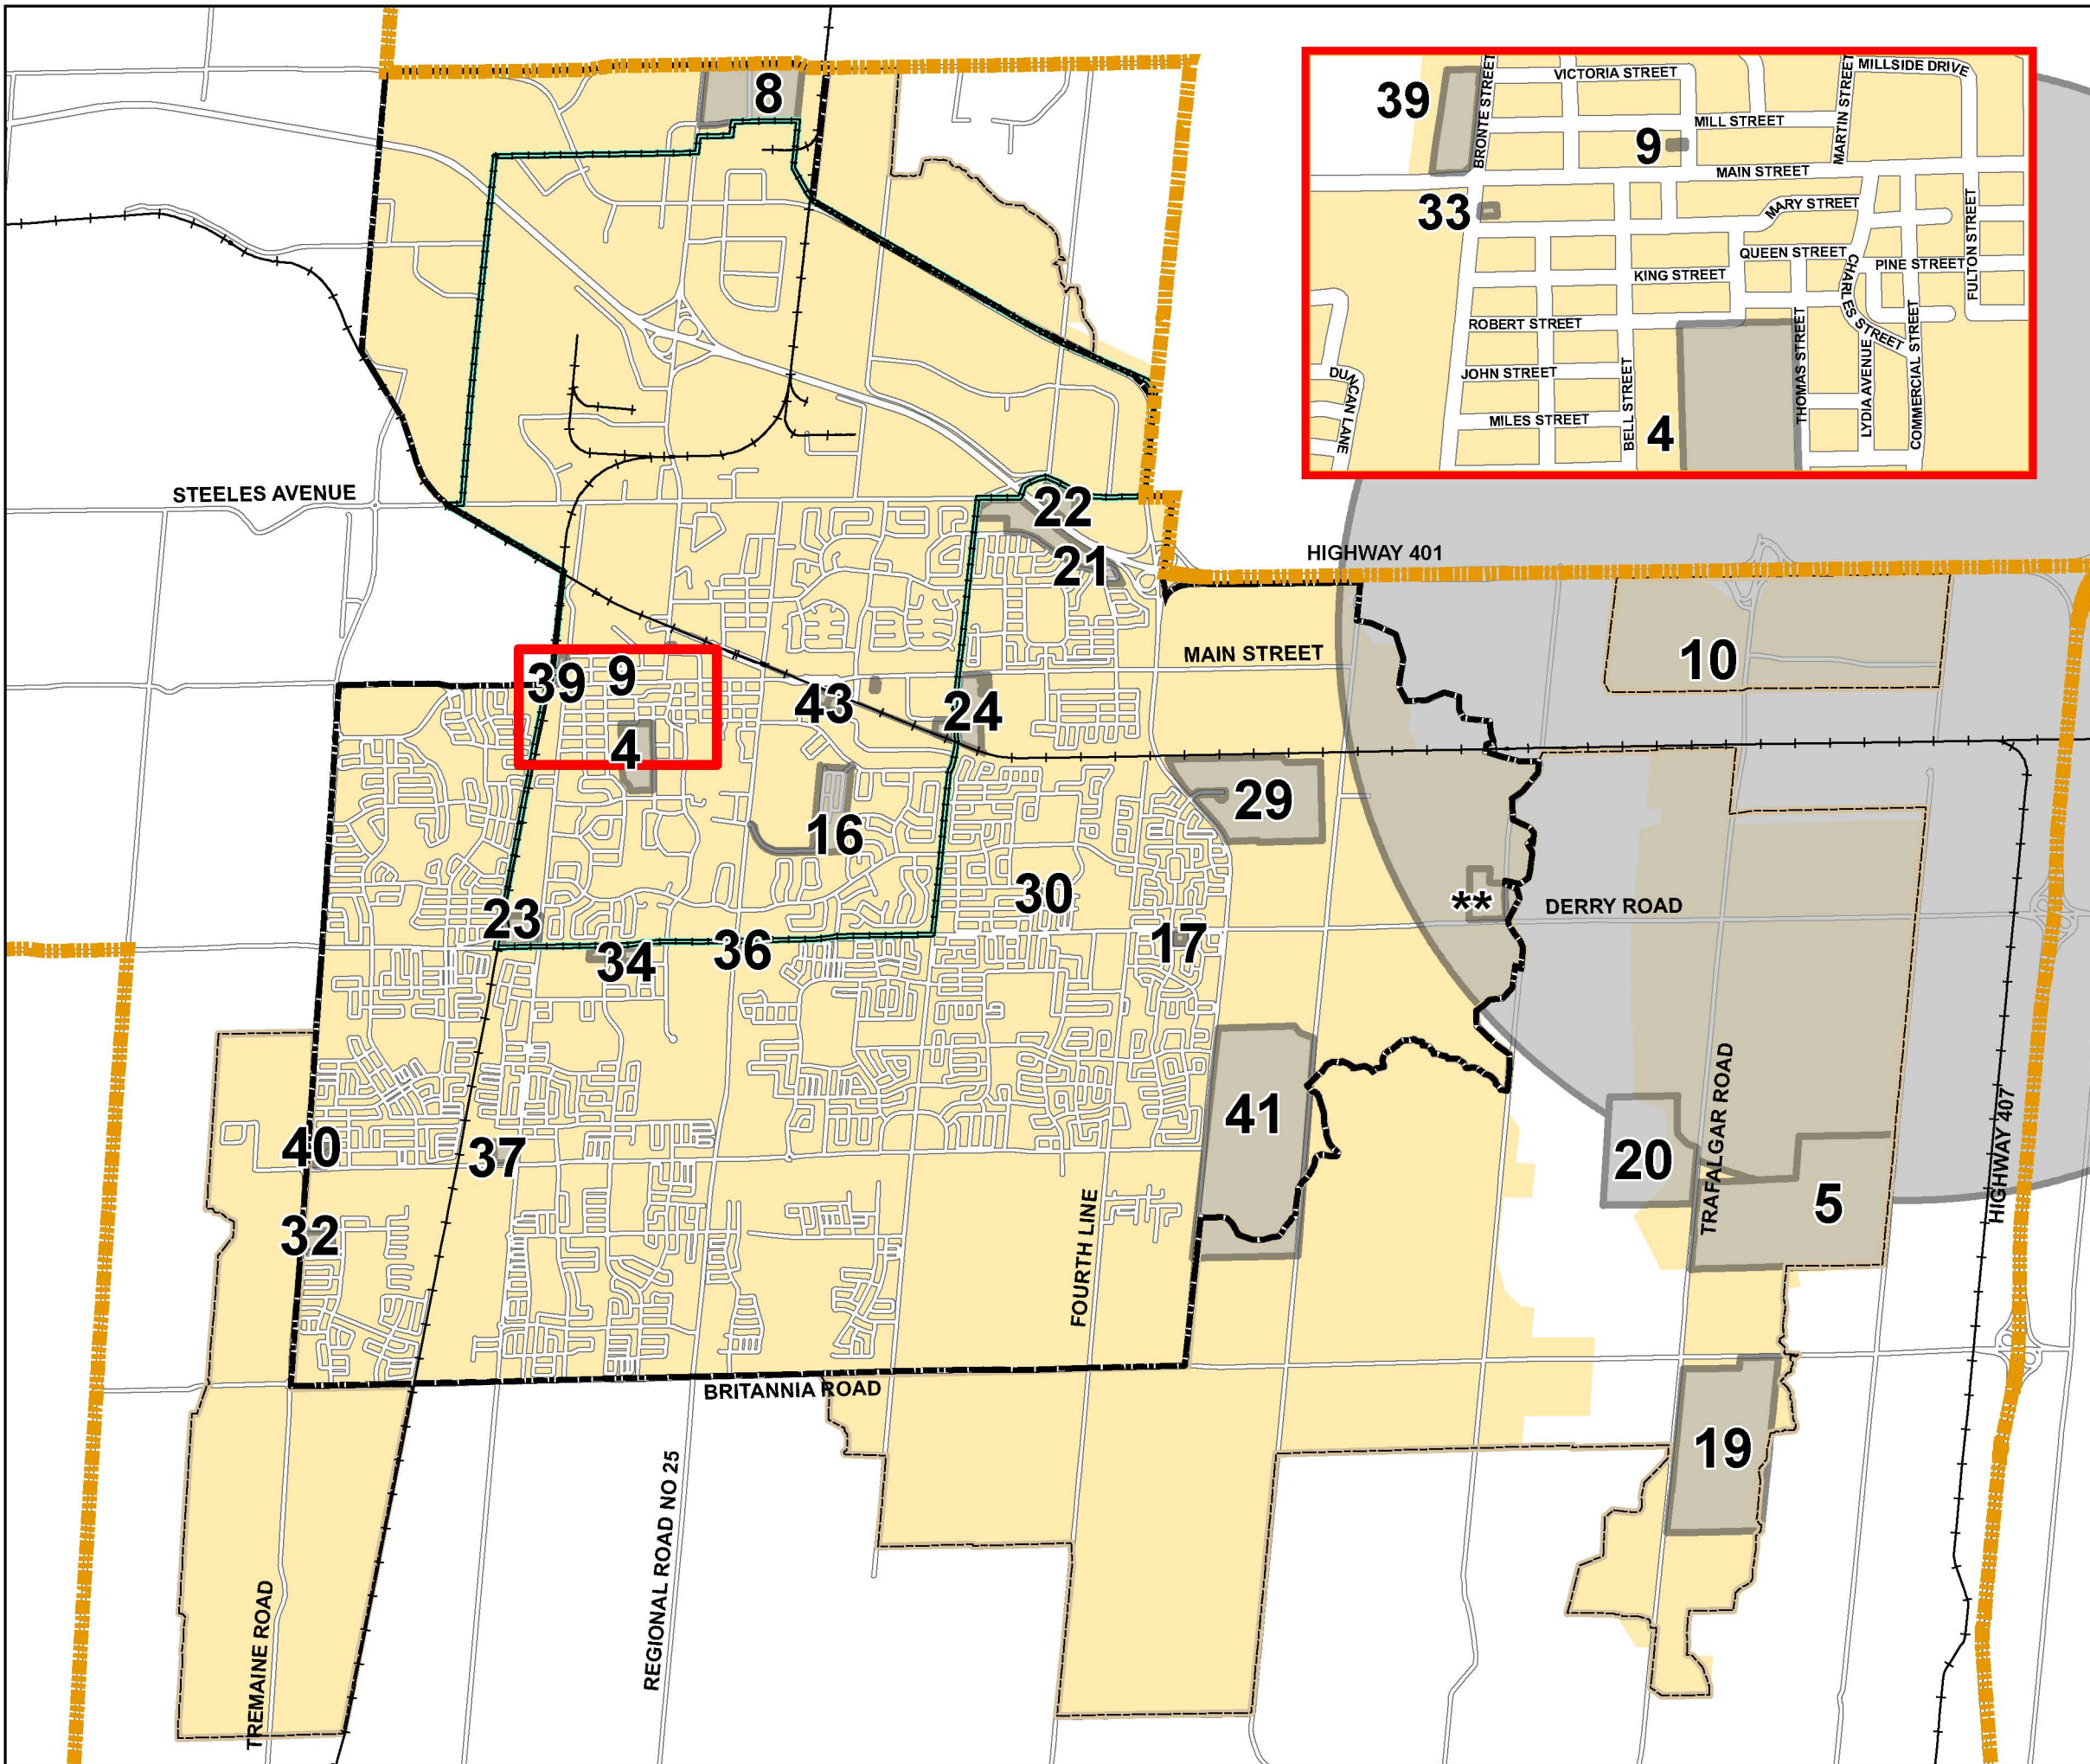 8
39
BRONTE STREET
VICTORIA STREET
MARTIN STREET
MILLSIDE DRIVE
MILL STREET
9
MAIN STREET
33
MARY STREET
FULTON STREET
QUEEN STREET
CHARLES STREET
PINE STREET
KING STREET
ROBERT STREET
THOMAS STREET
COMMERCIAL STREET
LYDIA AVENUE
DUNCAN LANE
JOHN STREET
BELL STREET
MILES STREET
4
STEELES AVENUE
22
21
HIGHWAY 401
MAIN STREET
10
39
9
43
24
4
29
16
30
**
DERRY ROAD
23
34
36
17
TRAFALGAR ROAD
HIGHWAY 407
41
40
37
20
5
32
FOURTH LINE
BRITANNIA ROAD
19
REGIONAL ROAD NO 25
TREMAINE ROAD